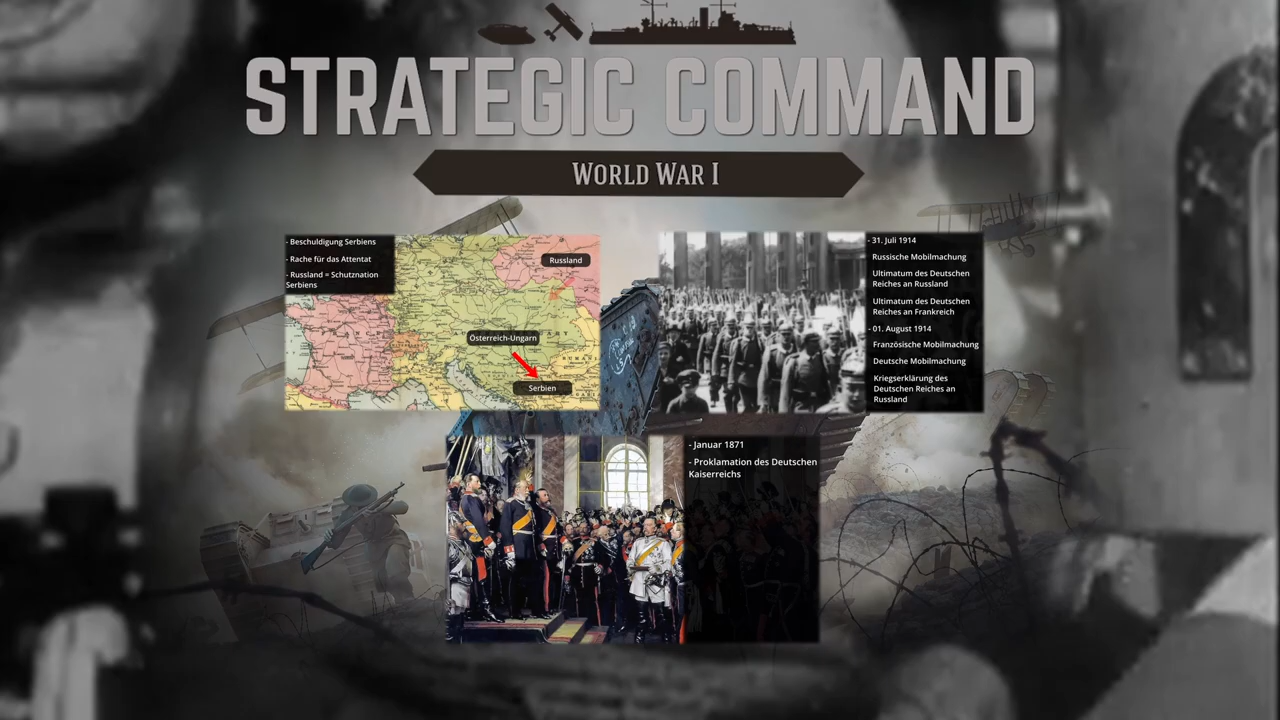 STRATEGIC COMMAND
WORLD WAR I
- Beschuldigung Serbiens
- Rache für das Attentat
- Russland = Schutznation
Serbiens
Russland
Österreich-Ungarn
Serbien
- 31. Juli 1914
Russische Mobilmachung
Ultimatum des Deutschen
Reiches an Russland
Ultimatum des Deutschen
Reiches an Frankreich
- 01. August 1914
Französische Mobilmachung
Deutsche Mobilmachung
Kriegserklärung des
Deutschen Reiches an
Russland
- Januar 1871
- Proklamation des Deutschen
Kaiserreichs